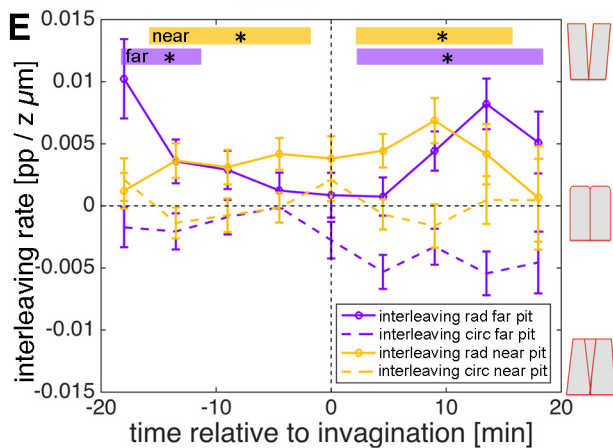 E
0.015
near
*
*
far
*
*
0.01
0.005
0
-0.005
-0.01
-0.015
interleaving rate [pp / z µm]
interleaving rad far pit
interleaving circ far pit
interleaving rad near pit
interleaving circ near pit
-20
-10
0
10
20
time relative to invagination [min]